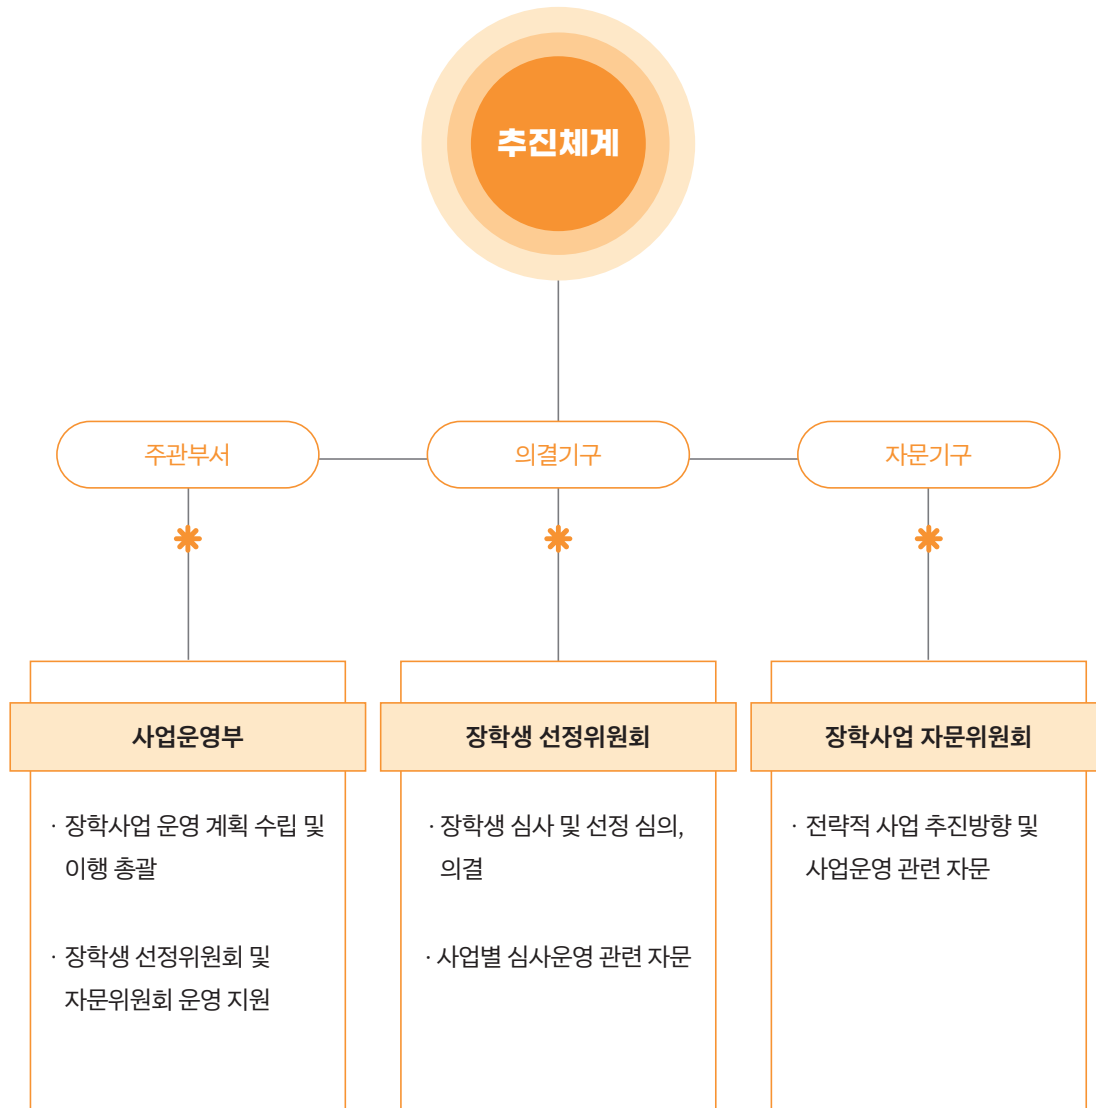 추진체계
주관부서
의결기구
자문기구
사업운영부
· 장학사업 운영 계획 수립 및
이행 총괄
· 장학생 선정위원회 및
자문위원회 운영 지원
장학생 선정위원회
· 장학생 심사 및 선정 심의,
의결
· 사업별 심사운영 관련 자문
장학사업 자문위원회
· 전략적 사업 추진방향 및
사업운영 관련 자문